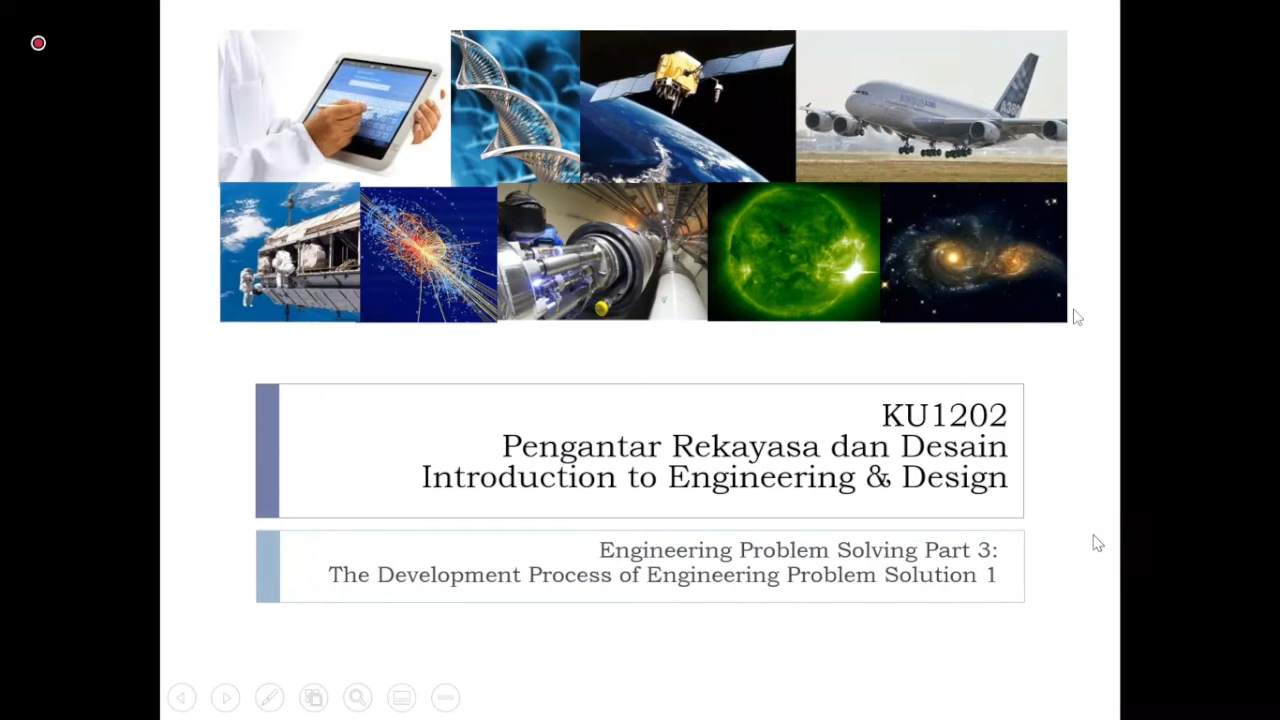 A380
KU1202
Pengantar Rekayasa dan Desain
Introduction to Engineering & Design
Engineering Problem Solving Part 3:
The Development Process of Engineering Problem Solution 1